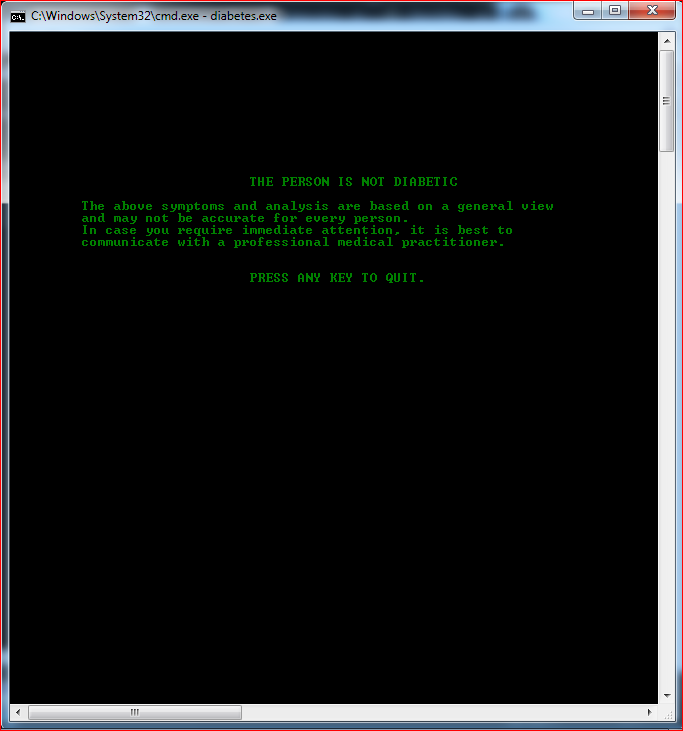 C:\Windows\System32\cmd.exe - diabetes.exe
THE PERSON IS NOT DIABETIC
The above symptoms and analysis are based on a general view
and may not be accurate for every person.
In case you require immediate attention, it is best to
communicate with a professional medical practitioner.
PRESS ANY KEY TO QUIT.